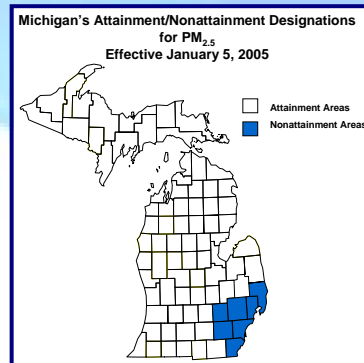 Michigan's Attainment/Nonattainment Designations
for PM2.5
Effective January 5, 2005
Attainment Areas
Nonattainment Areas